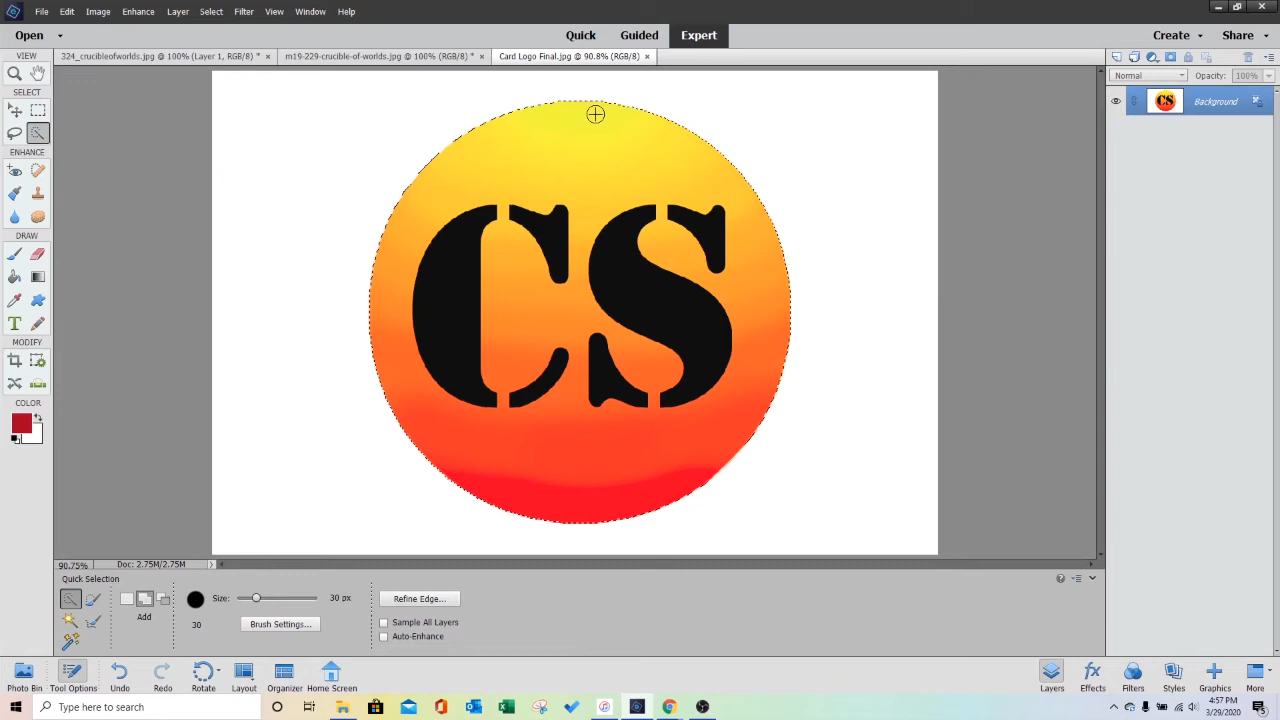 File Edit Image Enhance Layer Select Filter View Window Help
Open Quick Guided Expert Create Share
VIEW 324_crucibleofworlds.jpg @ 100% (Layer 1, RGB/8) * × m19-229-crucible-of-worlds.jpg @ 100% (RGB/8) * × Card Logo Final.jpg @ 90.8% (RGB/8) ×
Normal Opacity: 100%
SELECT
CS Background
ENHANCE
DRAW
CS
MODIFY
COLOR
90.75% Doc: 2.75M/2.75M
Quick Selection
Size: 30 px Refine Edge...
Add
30 Brush Settings... Sample All Layers
Auto-Enhance
Photo Bin Tool Options Undo Redo Rotate Layout Organizer Home Screen Layers Effects Filters Styles Graphics More
Type here to search 4:57 PM
3/29/2020